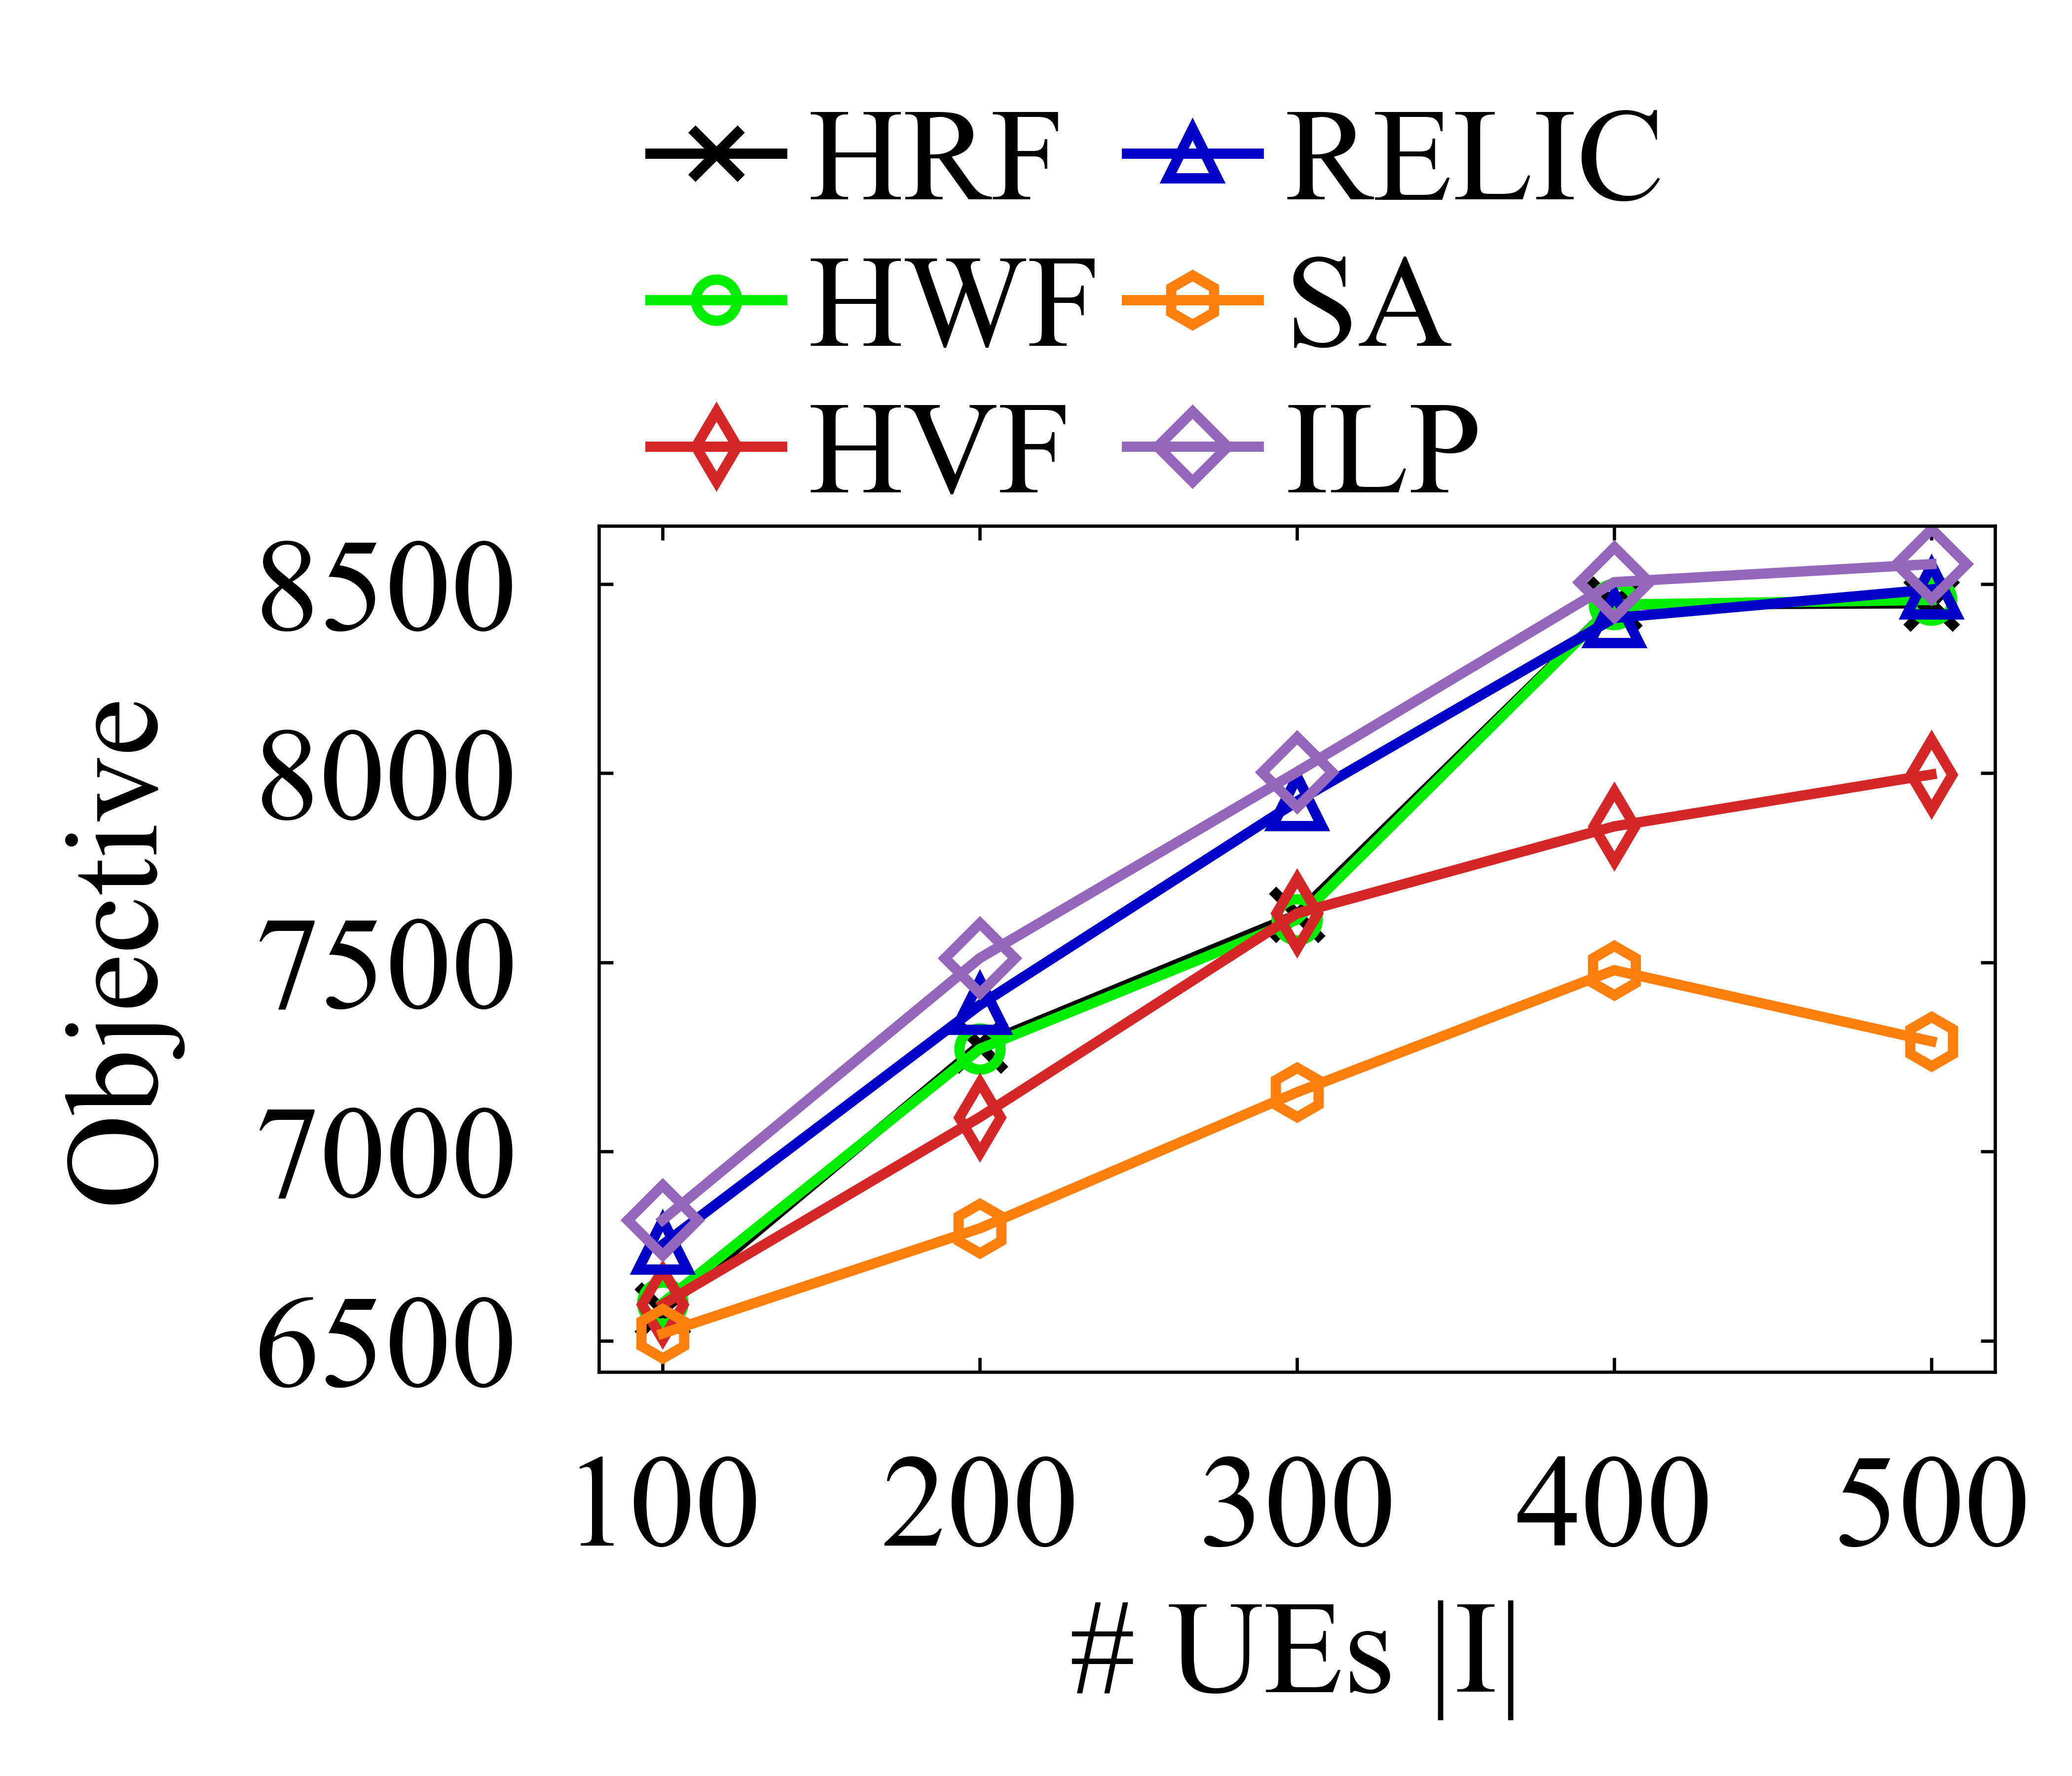 HRF RELIC
HWF SA
HVF ILP
8500
8000
7500
7000
6500
Objective
100 200 300 400 500
# UEs |I|